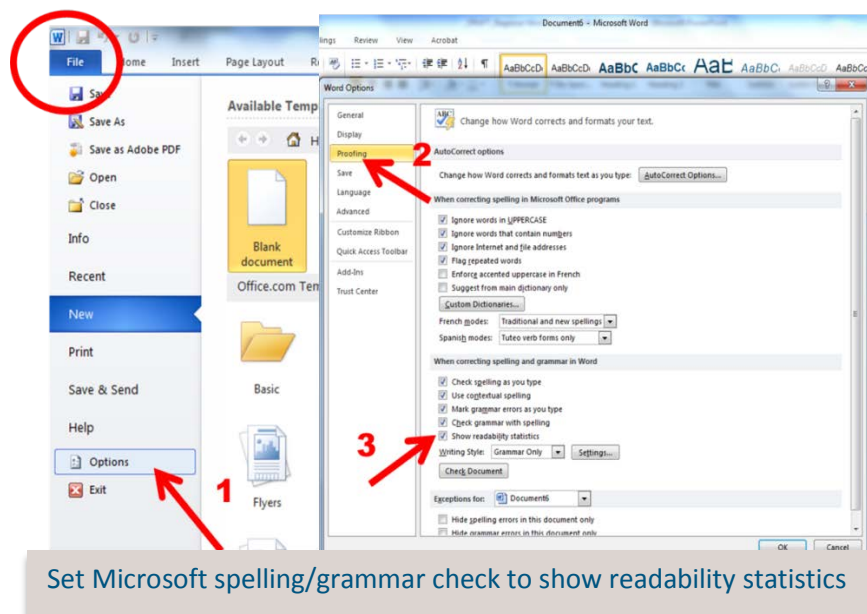 File Home Insert Page Layout
Save
Save As
Save as Adobe PDF
Open
Close
Info
Recent
New
Print
Save & Send
Help
Options
Exit
1
Available Temp
H
Blank
document
Office.com Tem
Basic
Flyers
Document6 - Microsoft Word
ings Review View Acrobat
AaBbCcDc AaBbCcDc AaBbC AaBbCc AaB AaBbC AaBbCcD AaBbCc
Word Options
General
Display
Proofing
Save
Language
Advanced
Customize Ribbon
Quick Access Toolbar
Add-Ins
Trust Center
2
ABC
Change how Word corrects and formats your text.
AutoCorrect options
Change how Word corrects and formats text as you type: AutoCorrect Options...
When correcting spelling in Microsoft Office programs
Ignore words in UPPERCASE
Ignore words that contain numbers
Ignore Internet and file addresses
Flag repeated words
Enforce accented uppercase in French
Suggest from main dictionary only
Custom Dictionaries...
French modes: Traditional and new spellings
Spanish modes: Tuteo verb forms only
When correcting spelling and grammar in Word
Check spelling as you type
Use contextual spelling
Mark grammar errors as you type
Check grammar with spelling
3
Show readability statistics
Writing Style: Grammar Only Settings...
Check Document
Exceptions for: Document6
Hide spelling errors in this document only
Hide grammar errors in this document only
OK Cancel
Set Microsoft spelling/grammar check to show readability statistics